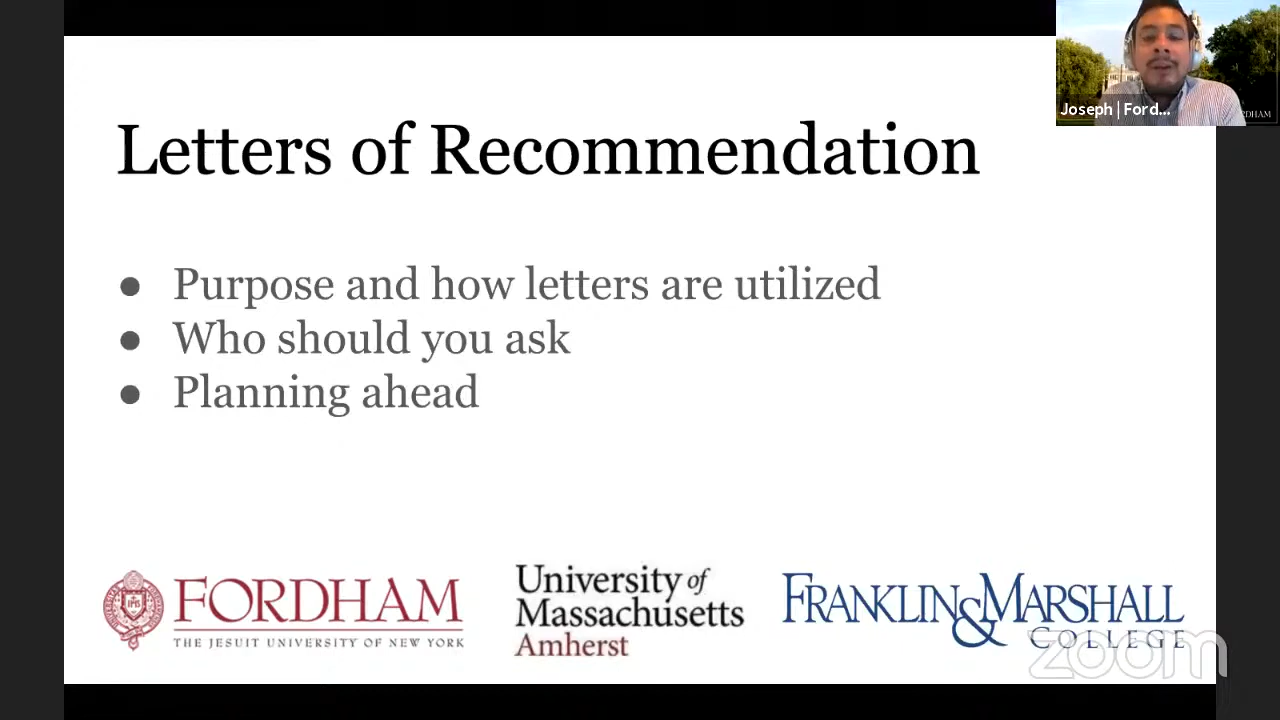 Joseph | Ford...
Letters of Recommendation
● Purpose and how letters are utilized
● Who should you ask
● Planning ahead
FORDHAM
THE JESUIT UNIVERSITY OF NEW YORK
University of
Massachusetts
Amherst
FRANKLIN & MARSHALL
COLLEGE
zoom